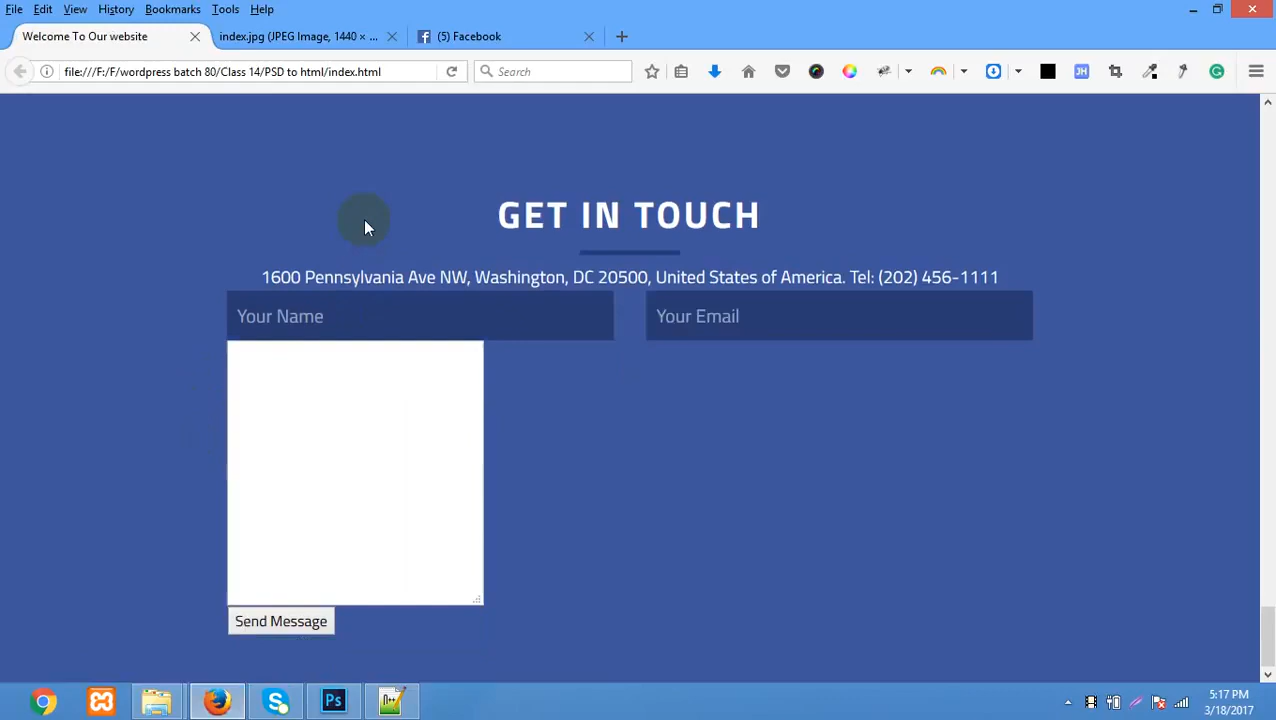 File Edit View History Bookmarks Tools Help
Welcome To Our website
index.jpg (JPEG Image, 1440 × ...
(5) Facebook
file:///F:/F/wordpress batch 80/Class 14/PSD to html/index.html
Search
JH
GET IN TOUCH
1600 Pennsylvania Ave NW, Washington, DC 20500, United States of America. Tel: (202) 456-1111
Your Name
Your Email
Send Message
Ps
5:17 PM
3/18/2017